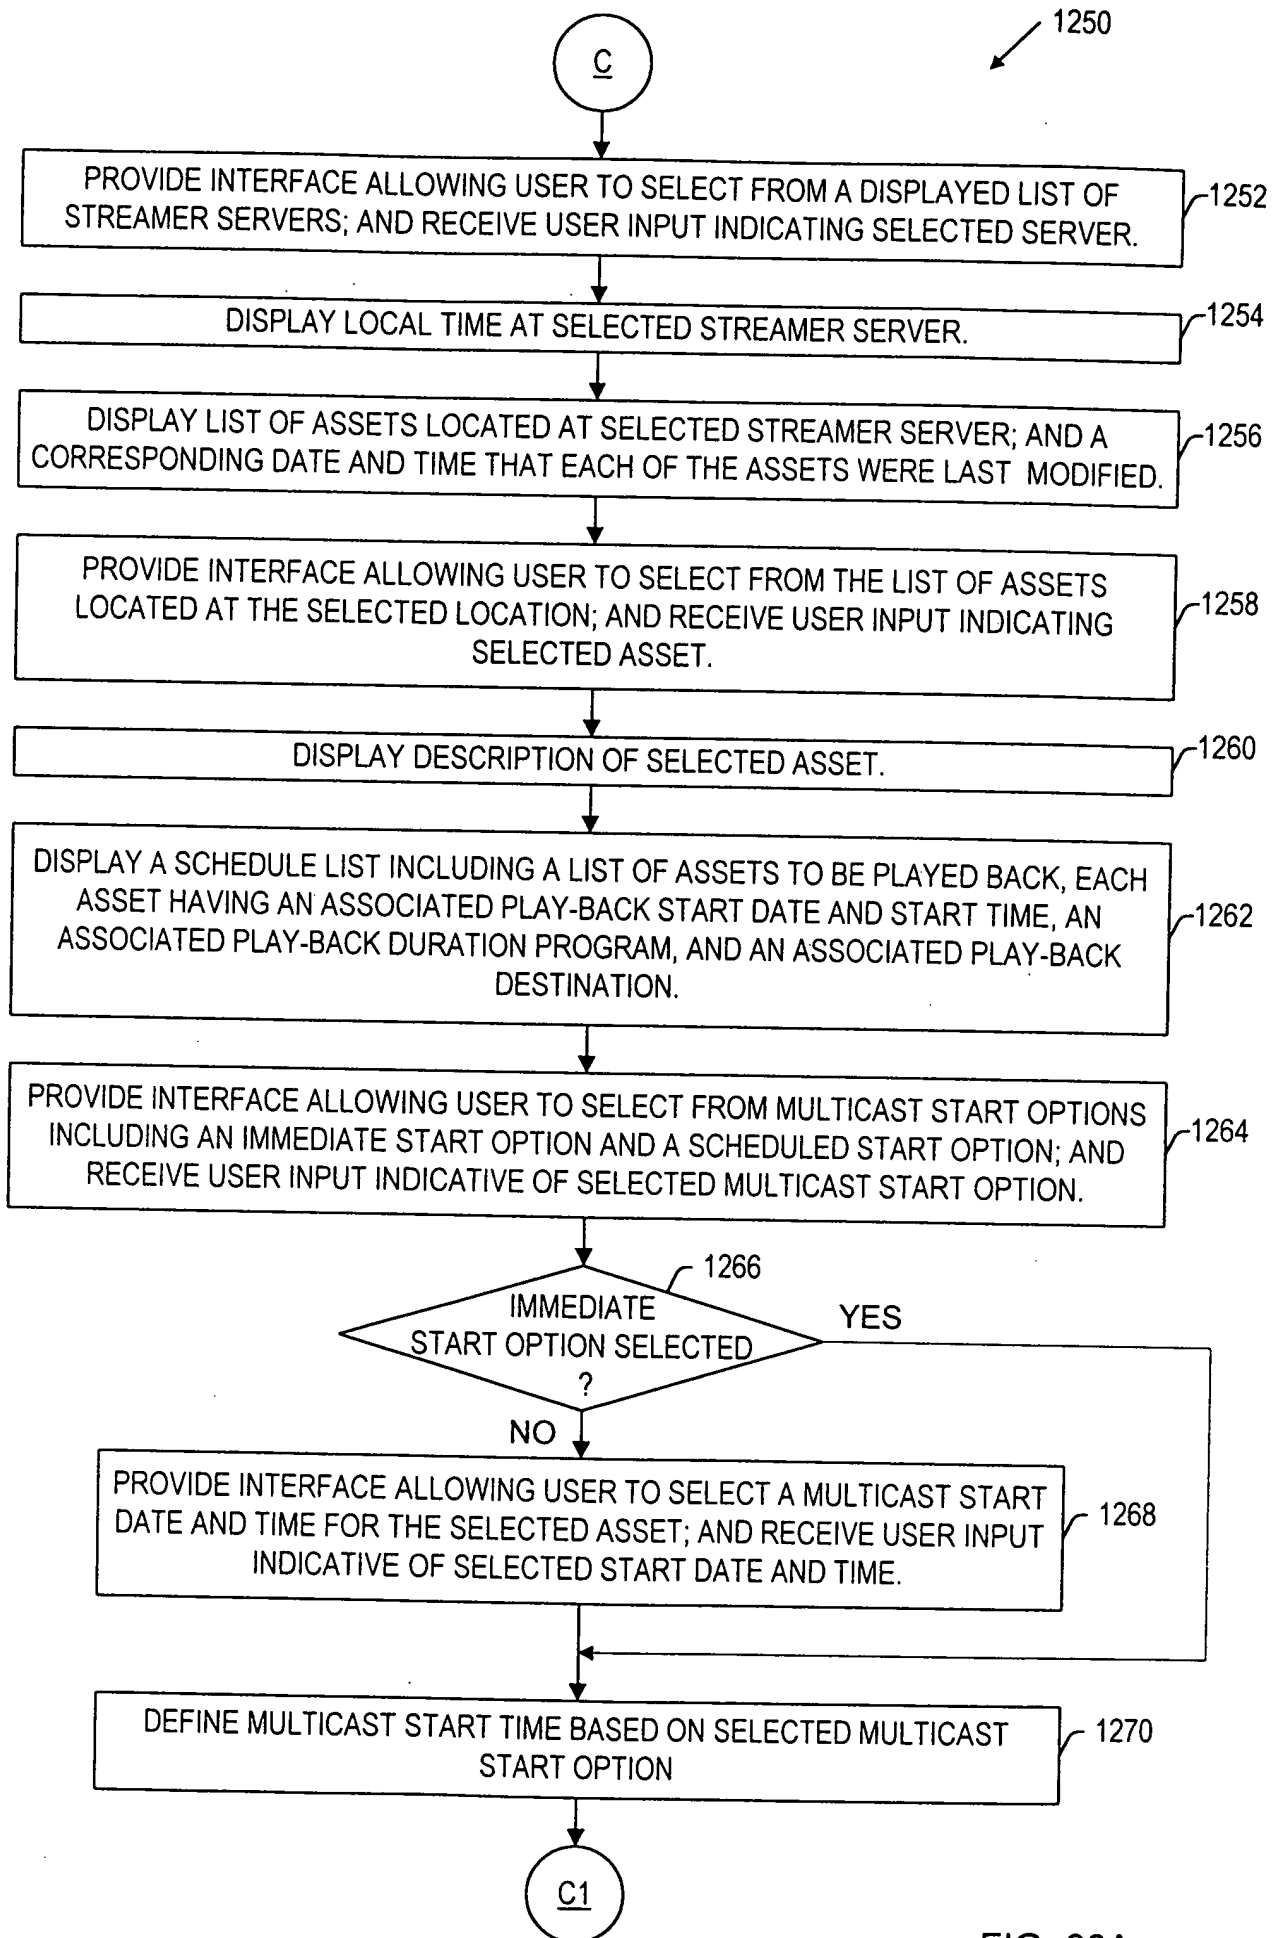 1250
C
PROVIDE INTERFACE ALLOWING USER TO SELECT FROM A DISPLAYED LIST OF
STREAMER SERVERS; AND RECEIVE USER INPUT INDICATING SELECTED SERVER.
1252
DISPLAY LOCAL TIME AT SELECTED STREAMER SERVER.
1254
DISPLAY LIST OF ASSETS LOCATED AT SELECTED STREAMER SERVER; AND A
CORRESPONDING DATE AND TIME THAT EACH OF THE ASSETS WERE LAST MODIFIED.
1256
PROVIDE INTERFACE ALLOWING USER TO SELECT FROM THE LIST OF ASSETS
LOCATED AT THE SELECTED LOCATION; AND RECEIVE USER INPUT INDICATING
SELECTED ASSET.
1258
DISPLAY DESCRIPTION OF SELECTED ASSET.
1260
DISPLAY A SCHEDULE LIST INCLUDING A LIST OF ASSETS TO BE PLAYED BACK, EACH
ASSET HAVING AN ASSOCIATED PLAY-BACK START DATE AND START TIME, AN
ASSOCIATED PLAY-BACK DURATION PROGRAM, AND AN ASSOCIATED PLAY-BACK
DESTINATION.
1262
PROVIDE INTERFACE ALLOWING USER TO SELECT FROM MULTICAST START OPTIONS
INCLUDING AN IMMEDIATE START OPTION AND A SCHEDULED START OPTION; AND
RECEIVE USER INPUT INDICATIVE OF SELECTED MULTICAST START OPTION.
1264
1266
IMMEDIATE
START OPTION SELECTED
?
YES
NO
PROVIDE INTERFACE ALLOWING USER TO SELECT A MULTICAST START
DATE AND TIME FOR THE SELECTED ASSET; AND RECEIVE USER INPUT
INDICATIVE OF SELECTED START DATE AND TIME.
1268
DEFINE MULTICAST START TIME BASED ON SELECTED MULTICAST
START OPTION
1270
C1
FIG.